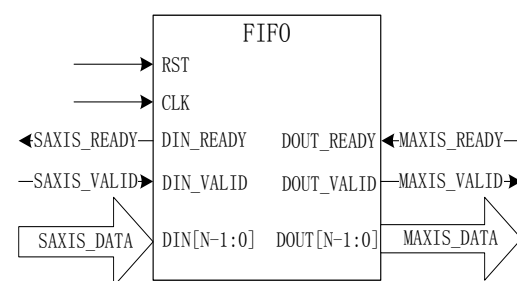 FIFO
RST
CLK
SAXIS_READY DIN_READY DOUT_READY MAXIS_READY
SAXIS_VALID DIN_VALID DOUT_VALID MAXIS_VALID
SAXIS_DATA DIN[N-1:0] DOUT[N-1:0] MAXIS_DATA